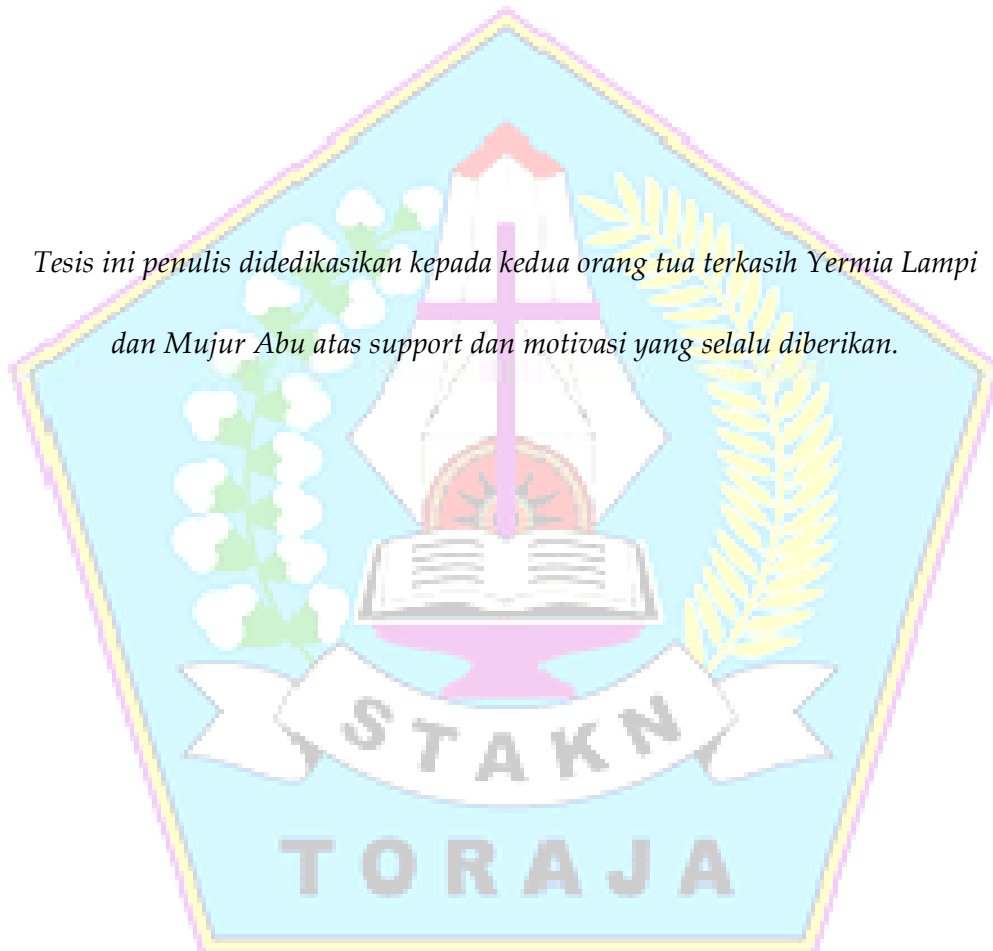 Tesis ini penulis didedikasikan kepada kedua orang tua terkasih Yermia Lampi
dan Mujur Abu atas support dan motivasi yang selalu diberikan.
STAKN
TORAJA